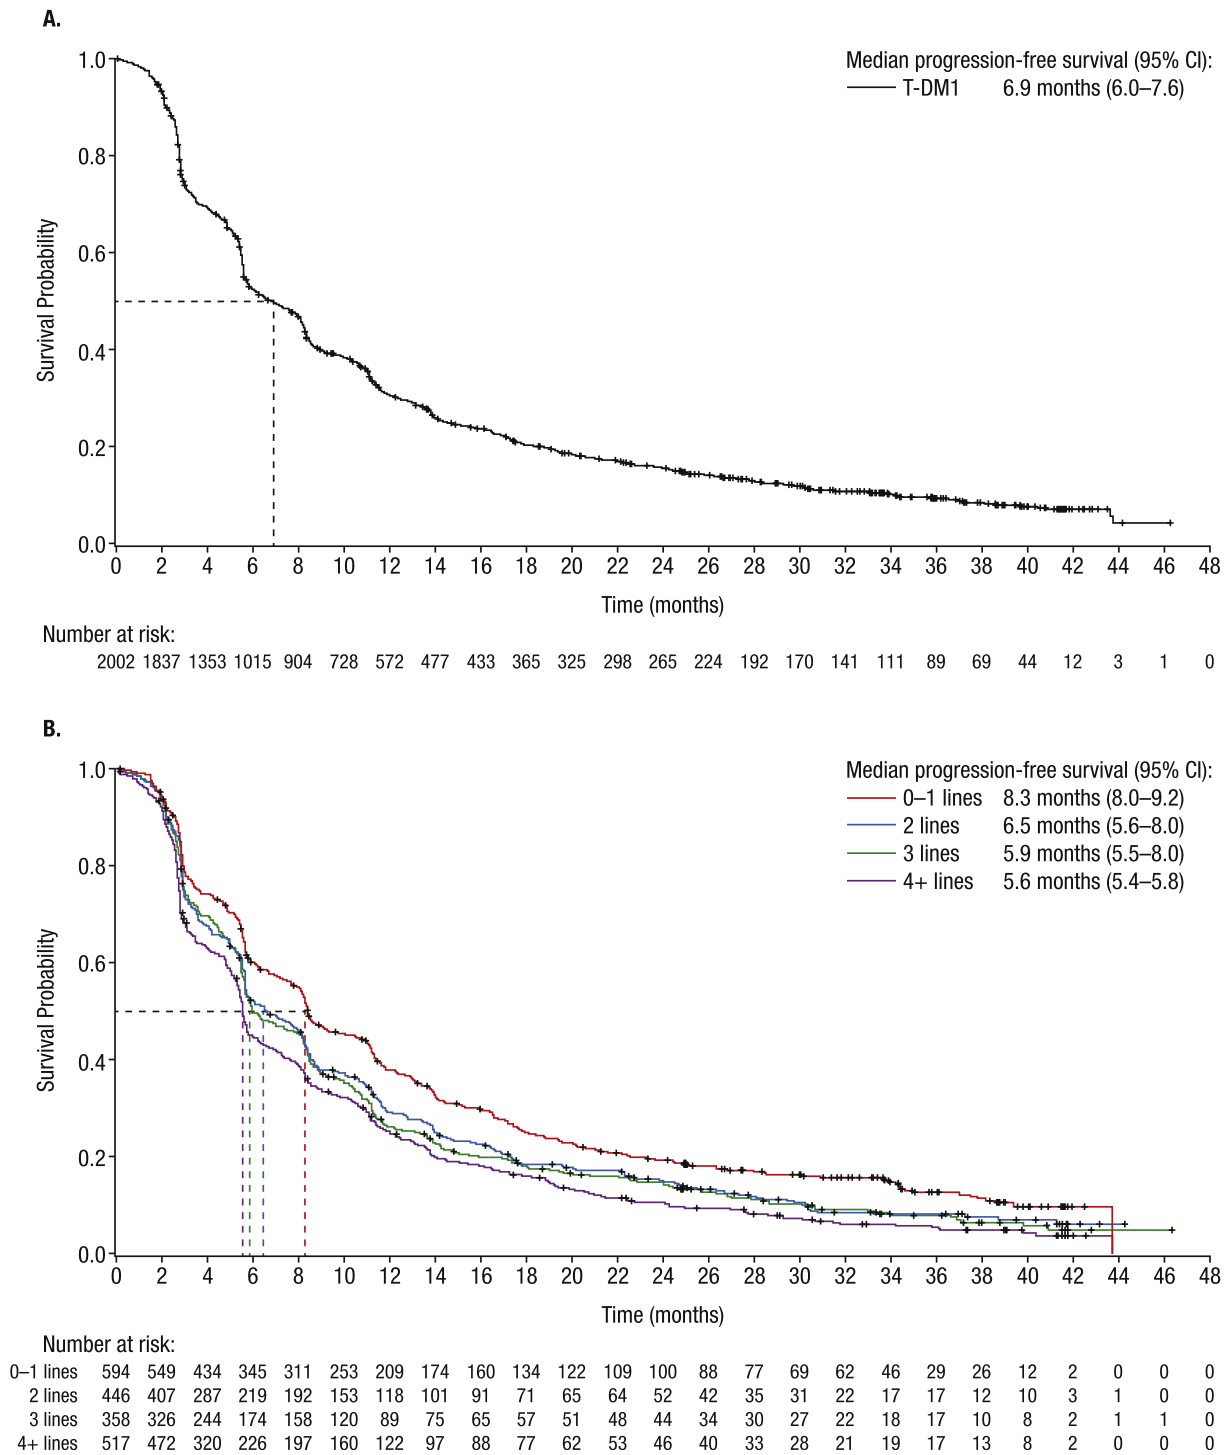 A.
Median progression-free survival (95% CI):
T-DM1 6.9 months (6.0–7.6)
Survival Probability
1.0
0.8
0.6
0.4
0.2
0.0
0 2 4 6 8 10 12 14 16 18 20 22 24 26 28 30 32 34 36 38 40 42 44 46 48
Time (months)
Number at risk:
2002 1837 1353 1015 904 728 572 477 433 365 325 298 265 224 192 170 141 111 89 69 44 12 3 1 0
B.
Median progression-free survival (95% CI):
0–1 lines 8.3 months (8.0–9.2)
2 lines 6.5 months (5.6–8.0)
3 lines 5.9 months (5.5–8.0)
4+ lines 5.6 months (5.4–5.8)
Survival Probability
1.0
0.8
0.6
0.4
0.2
0.0
0 2 4 6 8 10 12 14 16 18 20 22 24 26 28 30 32 34 36 38 40 42 44 46 48
Time (months)
Number at risk:
0–1 lines 594 549 434 345 311 253 209 174 160 134 122 109 100 88 77 69 62 46 29 26 12 2 0 0 0
2 lines 446 407 287 219 192 153 118 101 91 71 65 64 52 42 35 31 22 17 17 12 10 3 1 0 0
3 lines 358 326 244 174 158 120 89 75 65 57 51 48 44 34 30 27 22 18 17 10 8 2 1 1 0
4+ lines 517 472 320 226 197 160 122 97 88 77 62 53 46 40 33 28 21 19 17 13 8 2 0 0 0